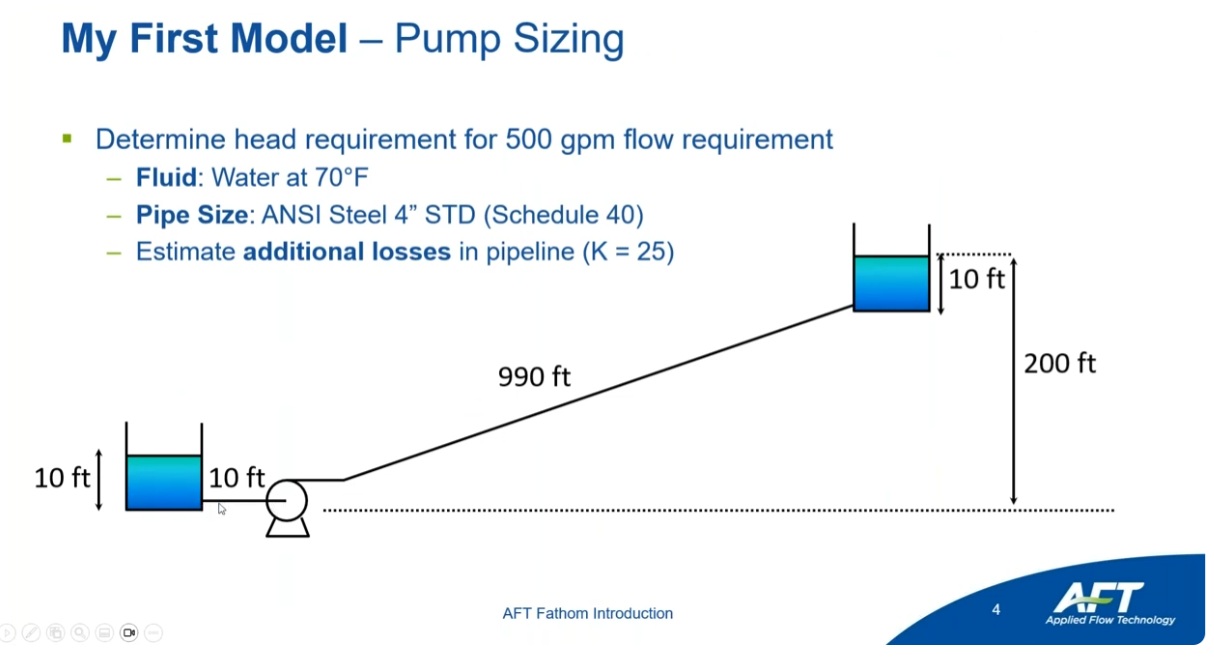 My First Model – Pump Sizing
▪ Determine head requirement for 500 gpm flow requirement
– Fluid: Water at 70°F
– Pipe Size: ANSI Steel 4” STD (Schedule 40)
– Estimate additional losses in pipeline (K = 25)
10 ft
200 ft
990 ft
10 ft
10 ft
AFT Fathom Introduction
4
AFT
Applied Flow Technology